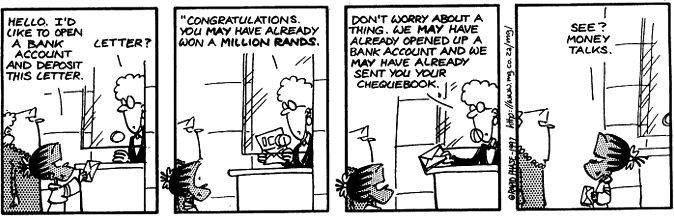 HELLO. I'D
LIKE TO OPEN
A BANK
ACCOUNT
AND DEPOSIT
THIS LETTER.
LETTER?
"CONGRATULATIONS.
YOU MAY HAVE ALREADY
WON A MILLION RANDS.
DON'T WORRY ABOUT A
THING. WE MAY HAVE
ALREADY OPENED UP A
BANK ACCOUNT AND WE
MAY HAVE ALREADY
SENT YOU YOUR
CHEQUEBOOK.
SEE?
MONEY
TALKS.
1997 http://www.mg.co.za/mg/